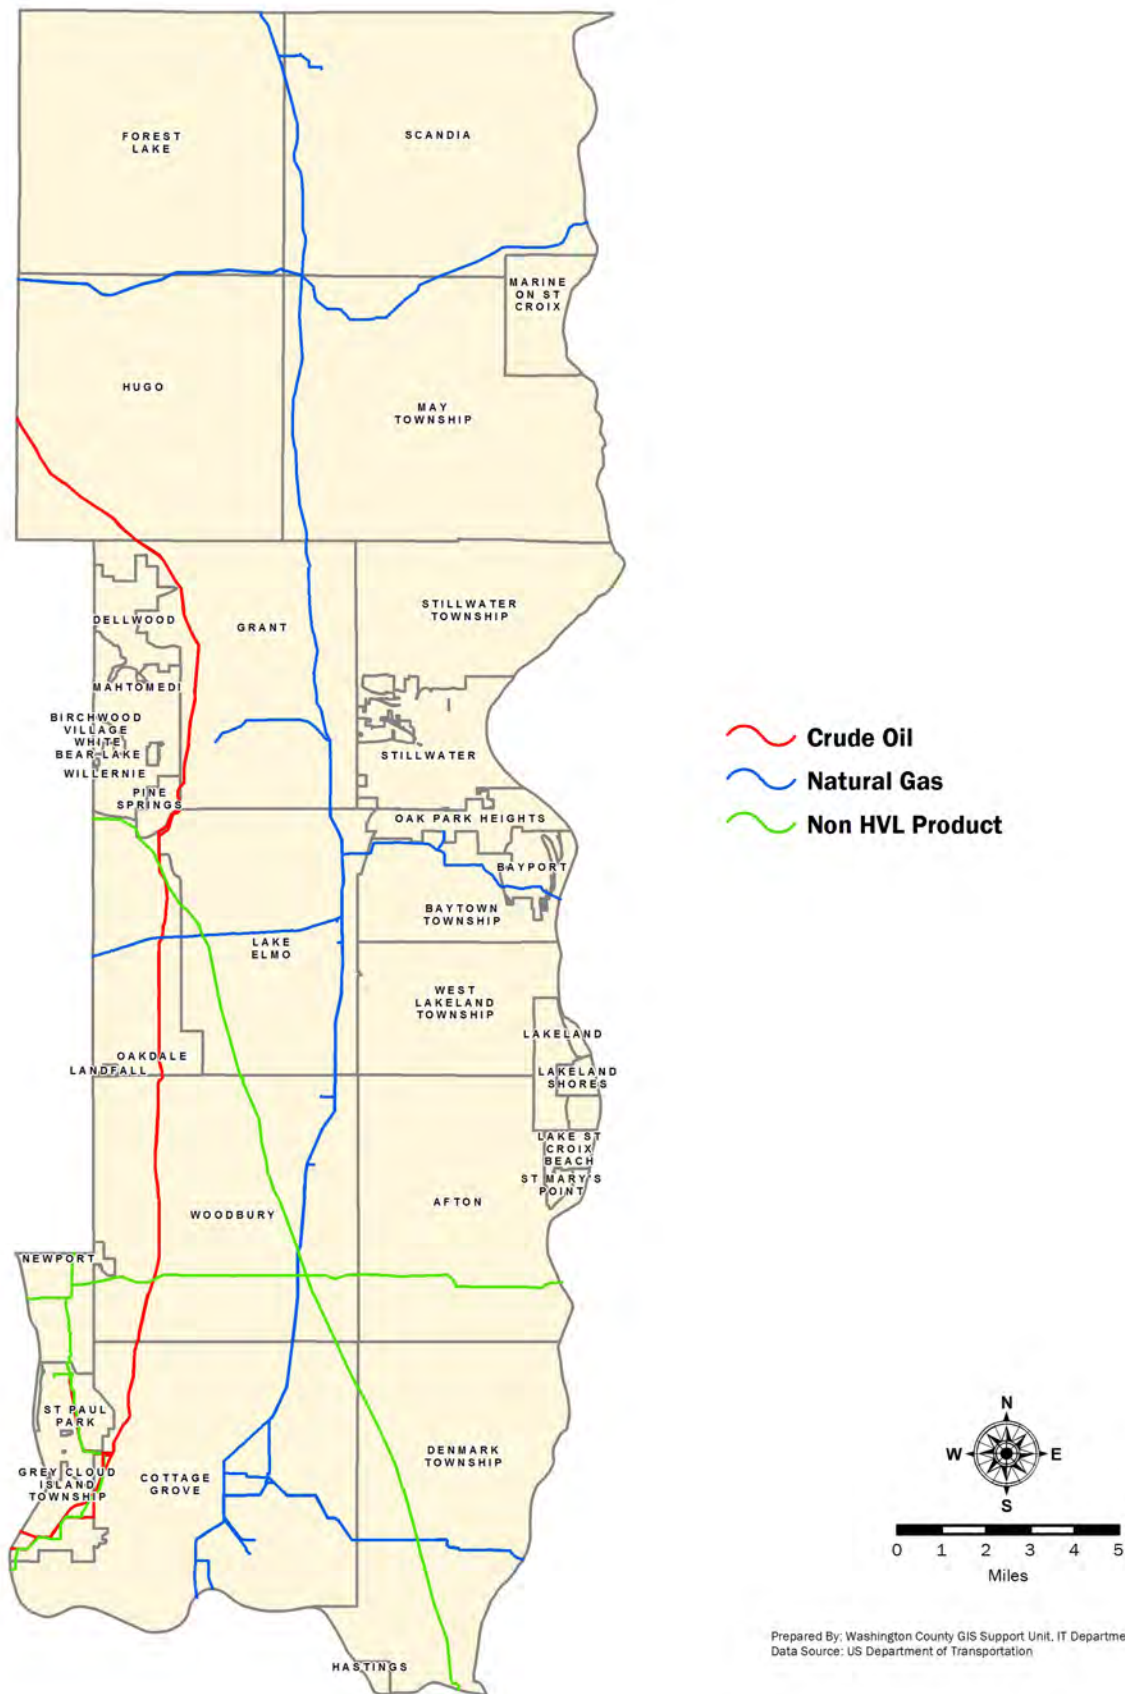 FOREST
LAKE
SCANDIA
MARINE
ON ST
CROIX
HUGO
MAY
TOWNSHIP
STILLWATER
TOWNSHIP
DELLWOOD
GRANT
MAHTOMEDI
BIRCHWOOD
VILLAGE
WHITE
BEAR LAKE
WILLERNIE
PINE
SPRINGS
STILLWATER
OAK PARK HEIGHTS
BAYPORT
BAYTOWN
TOWNSHIP
LAKE
ELMO
WEST
LAKELAND
TOWNSHIP
LAKELAND
OAKDALE
LANDFALL
LAKELAND
SHORES
LAKE ST
CROIX
BEACH
ST MARY'S
POINT
AFTON
WOODBURY
NEWPORT
ST PAUL
PARK
GREY CLOUD
ISLAND
TOWNSHIP
COTTAGE
GROVE
DENMARK
TOWNSHIP
HASTINGS
Crude Oil
Natural Gas
Non HVL Product
N
W E
S
0 1 2 3 4 5
Miles
Prepared By: Washington County GIS Support Unit, IT Departme
Data Source: US Department of Transportation